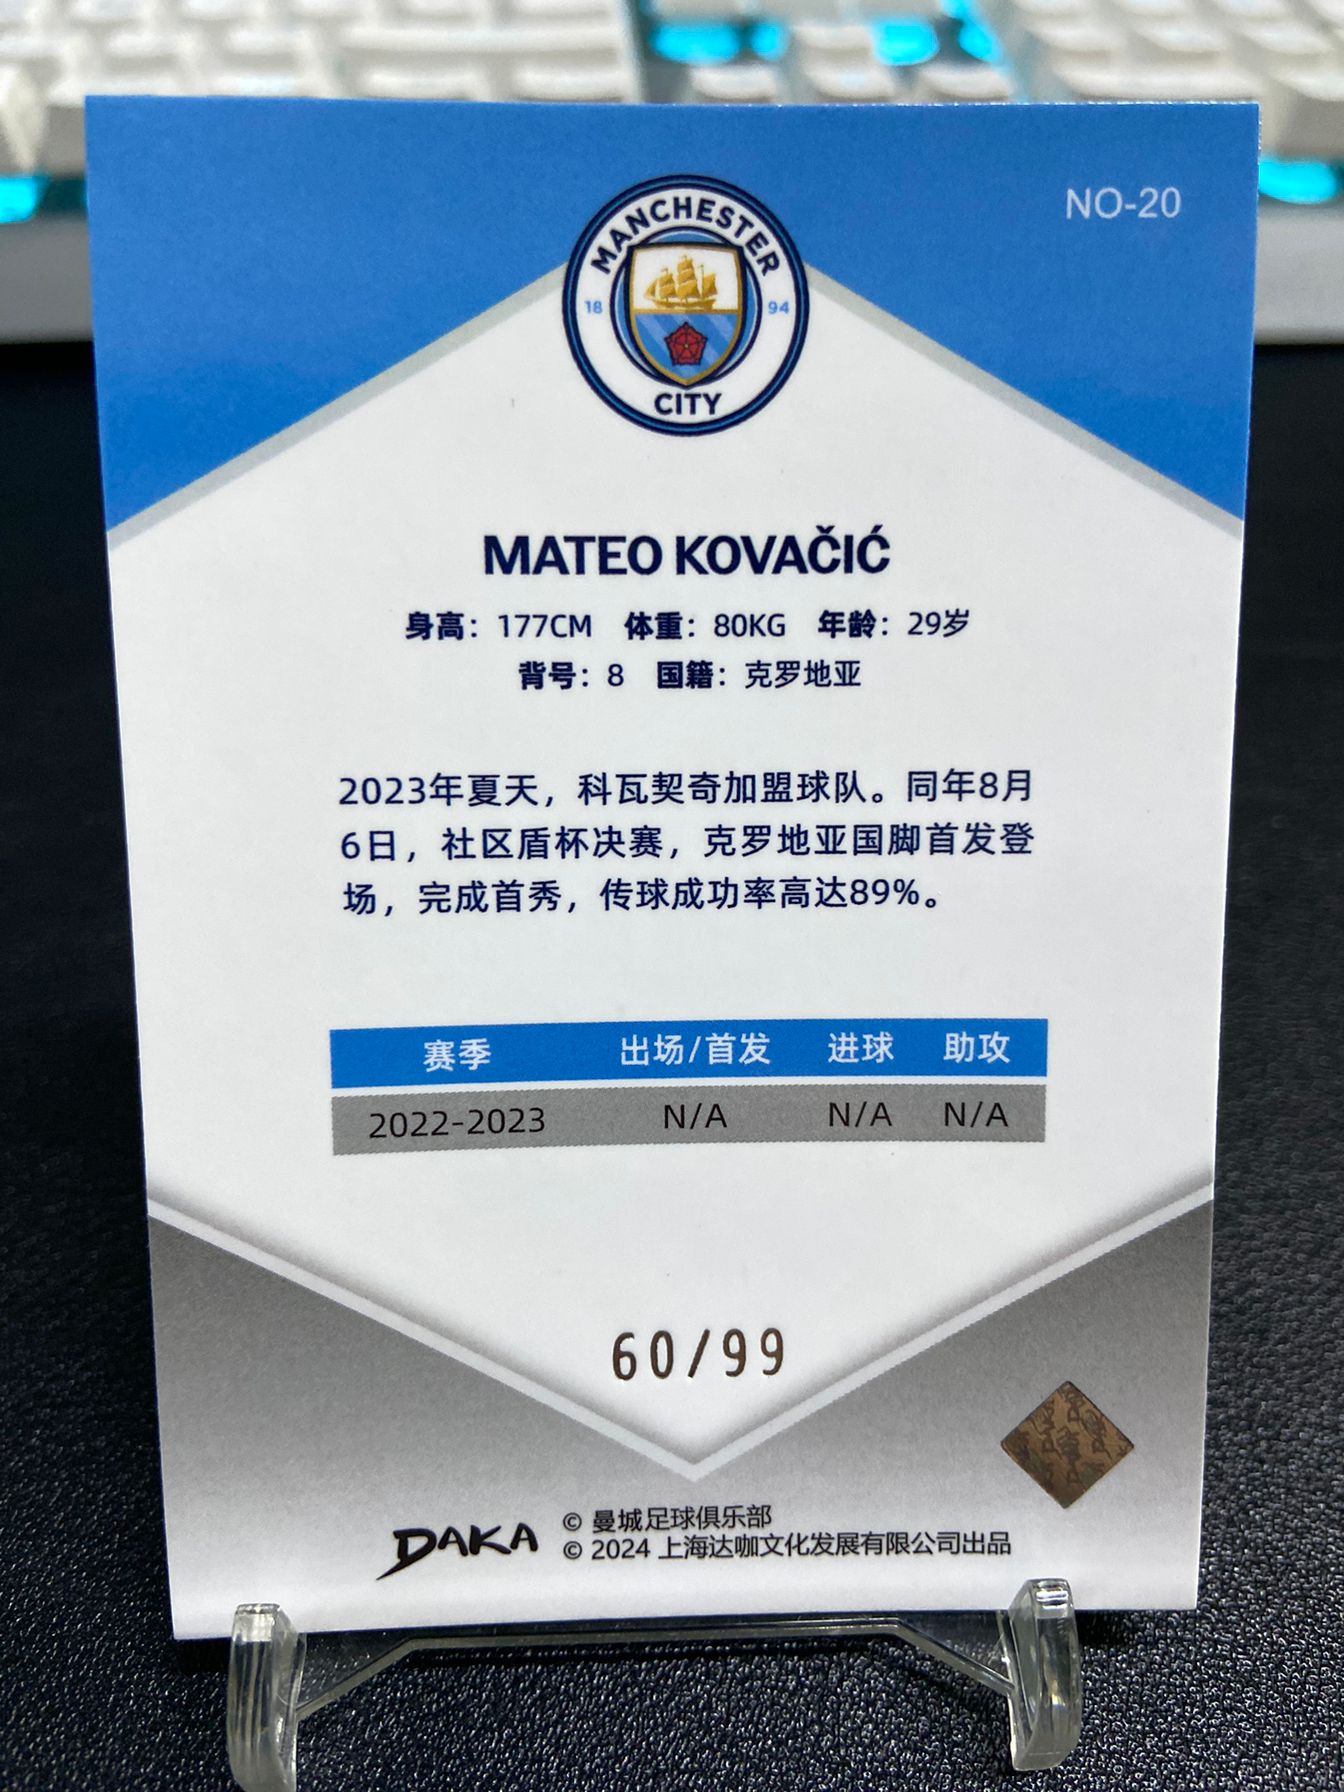 NO-20
MANCHESTER
18 94
CITY
MATEO KOVAČIĆ
身高：177CM 体重：80KG 年龄：29岁
背号：8 国籍：克罗地亚
2023年夏天，科瓦契奇加盟球队。同年8月
6日，社区盾杯决赛，克罗地亚国脚首发登
场，完成首秀，传球成功率高达89%。
赛季 出场/首发 进球 助攻
2022-2023 N/A N/A N/A
60/99
DAKA
© 曼城足球俱乐部
© 2024 上海达咖文化发展有限公司出品